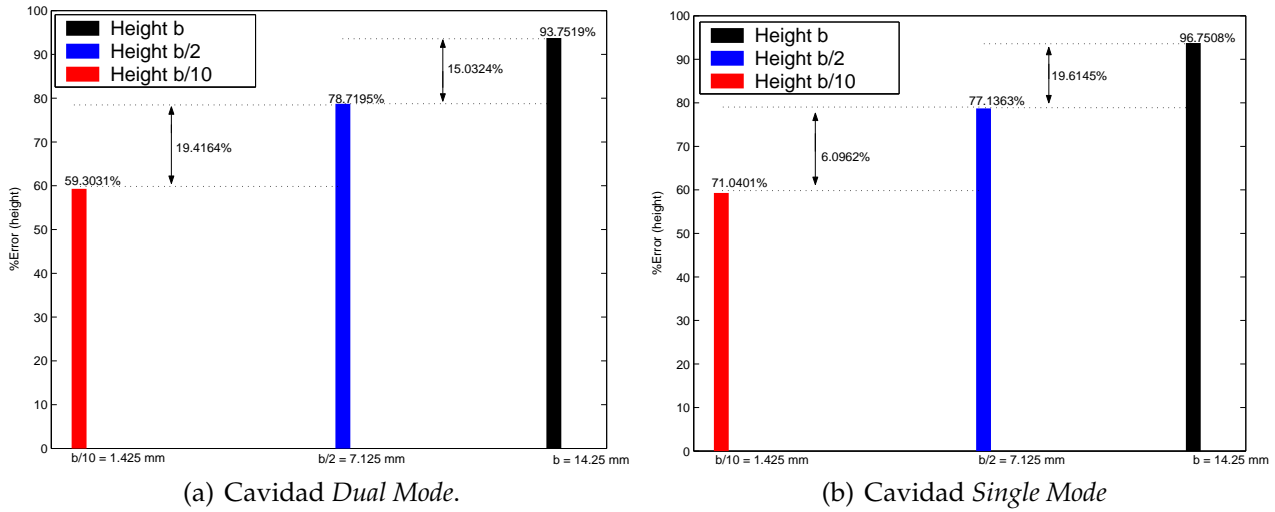 100
90
80
70
60
50
40
30
20
10
0
%Error (height)
Height b
Height b/2
Height b/10
93.7519%
15.0324%
78.7195%
19.4164%
59.3031%
b/10 = 1.425 mm
b/2 = 7.125 mm
b = 14.25 mm
(a) Cavidad Dual Mode.
100
90
80
70
60
50
40
30
20
10
0
%Error (height)
Height b
Height b/2
Height b/10
96.7508%
19.6145%
77.1363%
6.0962%
71.0401%
b/10 = 1.425 mm
b/2 = 7.125 mm
b = 14.25 mm
(b) Cavidad Single Mode